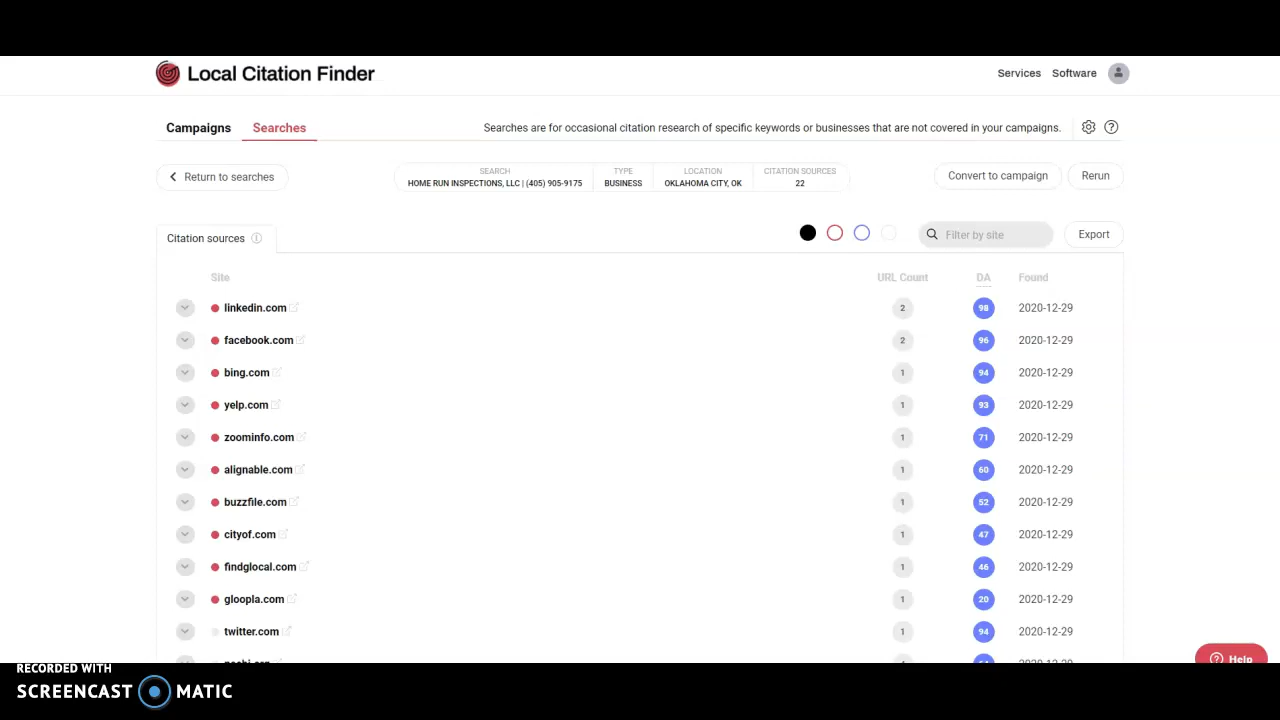 Local Citation Finder
Services Software
Campaigns Searches Searches are for occasional citation research of specific keywords or businesses that are not covered in your campaigns.
Return to searches
SEARCH TYPE LOCATION CITATION SOURCES
HOME RUN INSPECTIONS, LLC | (405) 905-9175 BUSINESS OKLAHOMA CITY, OK 22
Convert to campaign Rerun
Citation sources Filter by site Export
Site URL Count DA Found
linkedin.com 2 98 2020-12-29
facebook.com 2 96 2020-12-29
bing.com 1 94 2020-12-29
yelp.com 1 93 2020-12-29
zoominfo.com 1 71 2020-12-29
alignable.com 1 60 2020-12-29
buzzfile.com 1 52 2020-12-29
cityof.com 1 47 2020-12-29
findglocal.com 1 46 2020-12-29
gloopla.com 1 20 2020-12-29
twitter.com 1 94 2020-12-29
Help
RECORDED WITH
SCREENCAST MATIC